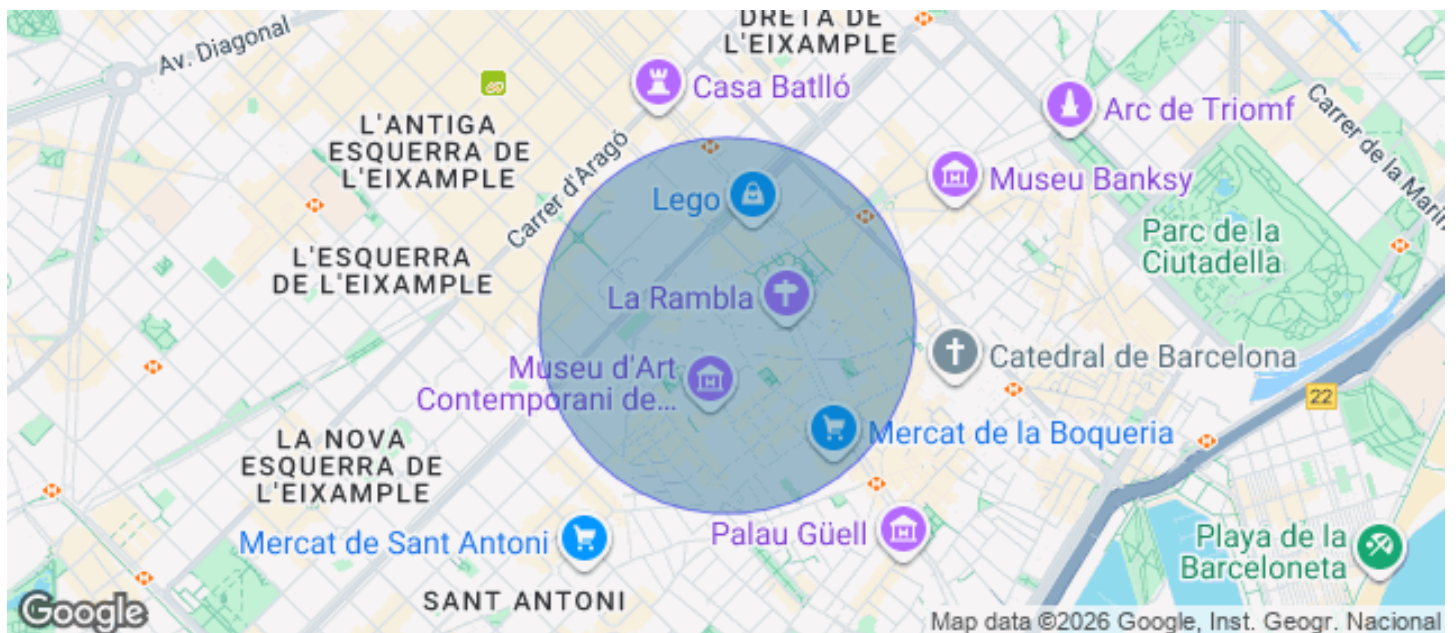 DRETA DE
L'EIXAMPLE
Av. Diagonal
Casa Batlló
Arc de Triomf
L'ANTIGA
ESQUERRA DE
L'EIXAMPLE
Carrer d'Aragó
Carrer de la Marin
Lego
Museu Banksy
L'ESQUERRA
DE L'EIXAMPLE
Parc de la
Ciutadella
La Rambla
Museu d'Art
Contemporani de...
Catedral de Barcelona
22
LA NOVA
ESQUERRA DE
L'EIXAMPLE
Mercat de la Boqueria
Mercat de Sant Antoni
Palau Güell
Playa de la
Barceloneta
SANT ANTONI
Google
Map data ©2026 Google, Inst. Geogr. Nacional